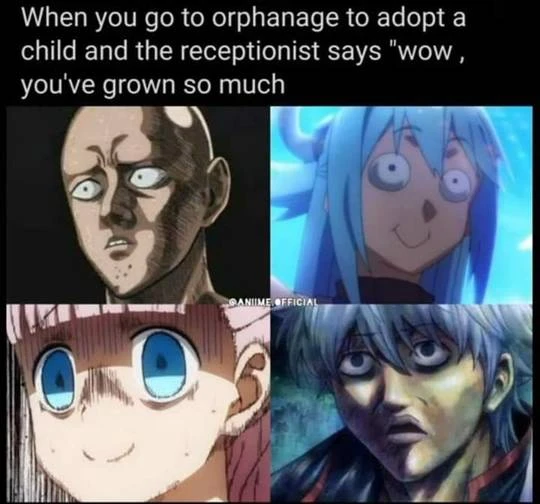 When you go to orphanage to adopt a
child and the receptionist says "wow ,
you've grown so much
@ANIIME.OFFICIAL